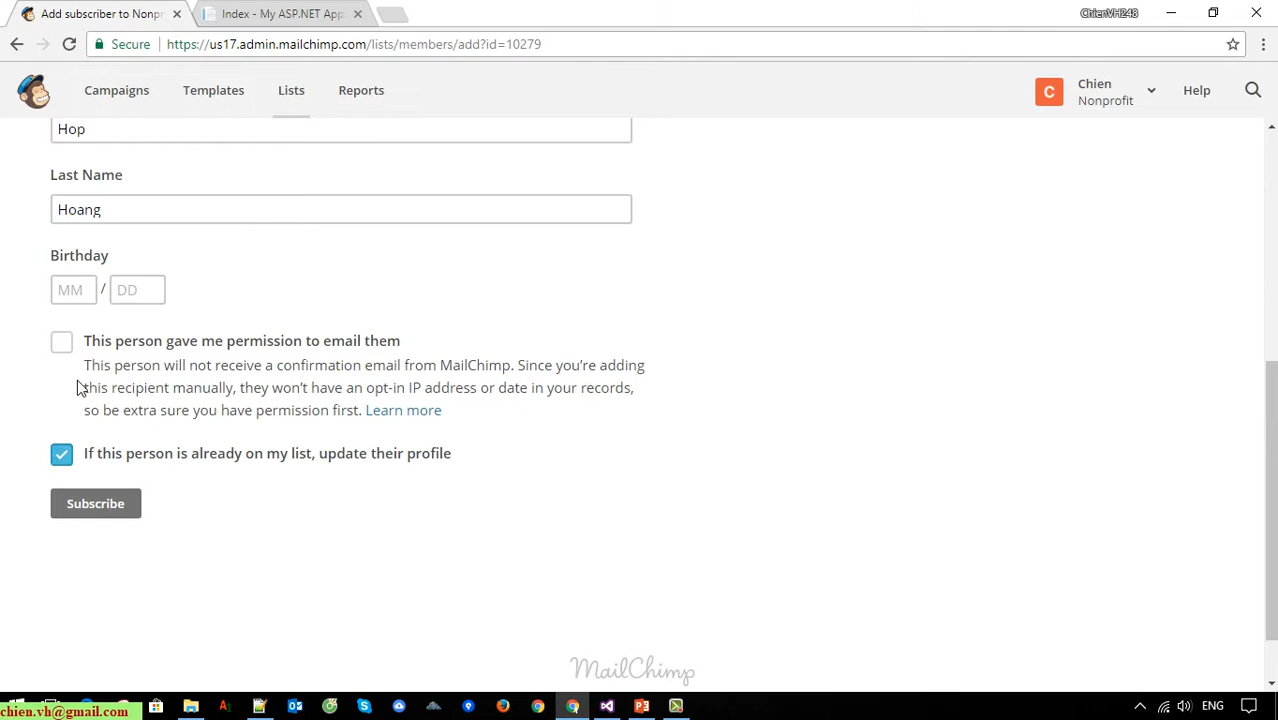 Add subscriber to Nonpr
Index - My ASP.NET App
ChienVH248
Secure
https://us17.admin.mailchimp.com/lists/members/add?id=10279
Campaigns
Templates
Lists
Reports
C
Chien
Nonprofit
Help
Hop
Last Name
Hoang
Birthday
MM / DD
This person gave me permission to email them
This person will not receive a confirmation email from MailChimp. Since you’re adding
this recipient manually, they won’t have an opt-in IP address or date in your records,
so be extra sure you have permission first. Learn more
If this person is already on my list, update their profile
Subscribe
MailChimp
ENG
chien.vh@gmail.com